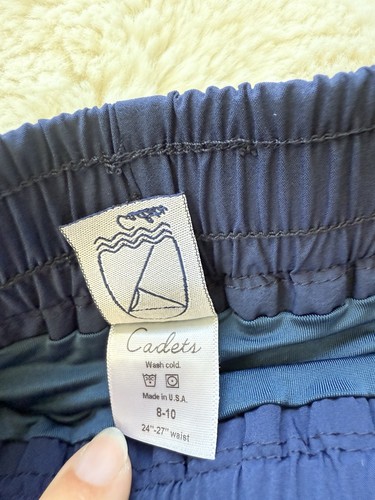 Cadets
Wash cold.
Made in U.S.A.
8-10
24"-27" waist